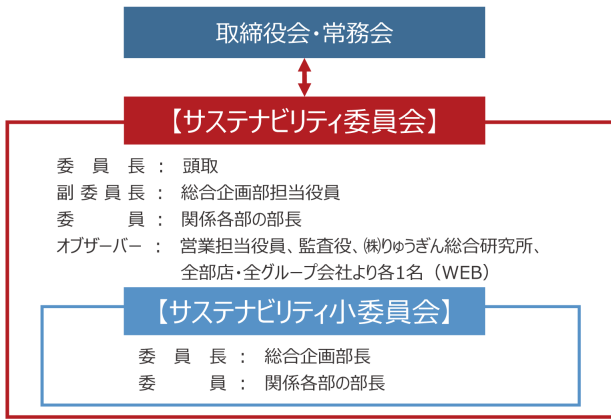 取締役会・常務会
【サステナビリティ委員会】
委員長：頭取
副委員長：総合企画部担当役員
委員：関係各部の部長
オブザーバー：営業担当役員、監査役、㈱りゅうぎん総合研究所、
全部店・全グループ会社より各1名（WEB）
【サステナビリティ小委員会】
委員長：総合企画部長
委員：関係各部の部長